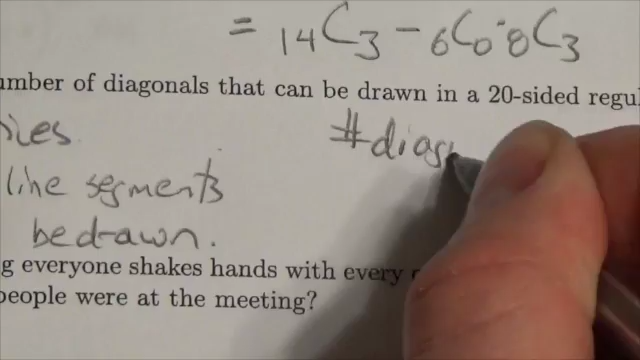 = 14C3 - 6C0·8C3
number of diagonals that can be drawn in a 20-sided regul
#diag
line segments
be drawn.
g everyone shakes hands with every
people were at the meeting?